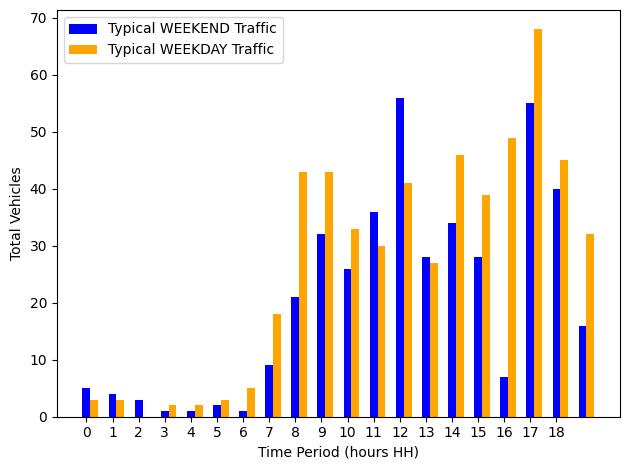 Typical WEEKEND Traffic
Typical WEEKDAY Traffic
70
60
50
40
30
20
10
0
Total Vehicles
0 1 2 3 4 5 6 7 8 9 10 11 12 13 14 15 16 17 18
Time Period (hours HH)